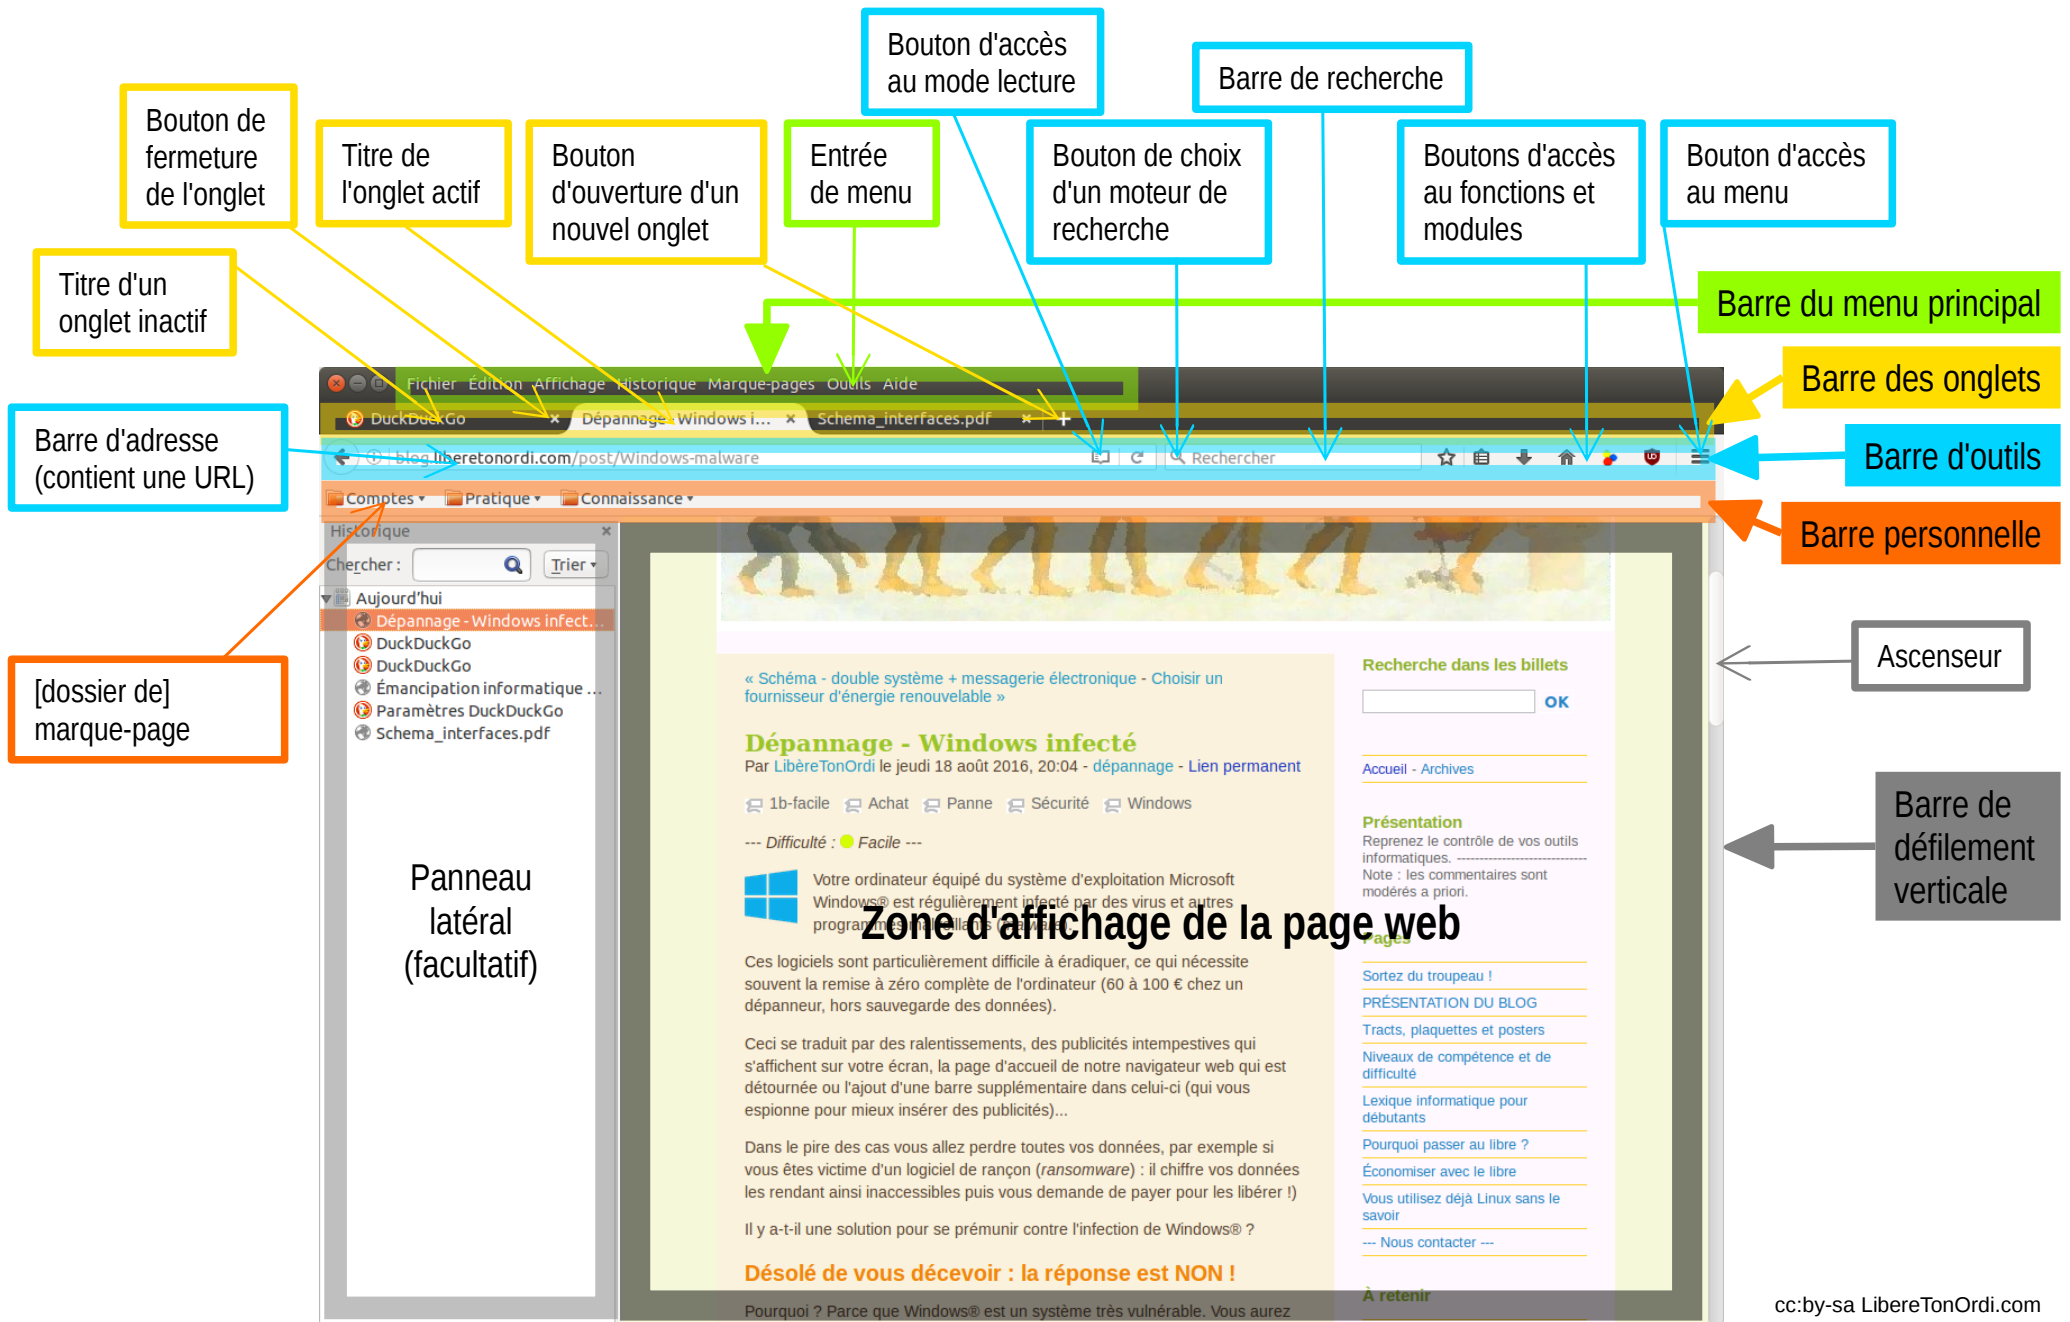 Bouton d'accès
au mode lecture
Barre de recherche
Bouton de
fermeture
de l'onglet
Titre de
l'onglet actif
Bouton
d'ouverture d'un
nouvel onglet
Entrée
de menu
Bouton de choix
d'un moteur de
recherche
Boutons d'accès
au fonctions et
modules
Bouton d'accès
au menu
Titre d'un
onglet inactif
Barre du menu principal
Barre des onglets
Barre d'adresse
(contient une URL)
Barre d'outils
Barre personnelle
[dossier de]
marque-page
Ascenseur
Barre de
défilement
verticale
Fichier Édition Affichage Historique Marque-pages Outils Aide
DuckDuckGo
Dépannage - Windows i...
Schema_interfaces.pdf
blog.liberetonordi.com/post/Windows-malware
Rechercher
Comptes
Pratique
Connaissance
Historique
Chercher :
Trier
Aujourd'hui
Dépannage - Windows infect...
DuckDuckGo
DuckDuckGo
Émancipation informatique ...
Paramètres DuckDuckGo
Schema_interfaces.pdf
Panneau
latéral
(facultatif)
« Schéma - double système + messagerie électronique - Choisir un
fournisseur d'énergie renouvelable »
Dépannage - Windows infecté
Par LibèreTonOrdi le jeudi 18 août 2016, 20:04 - dépannage - Lien permanent
1b-facile Achat Panne Sécurité Windows
--- Difficulté : Facile ---
Votre ordinateur équipé du système d'exploitation Microsoft
Windows® est régulièrement infecté par des virus et autres
programmes malveillants (malware).
Zone d'affichage de la page web
Ces logiciels sont particulièrement difficile à éradiquer, ce qui nécessite
souvent la remise à zéro complète de l'ordinateur (60 à 100 € chez un
dépanneur, hors sauvegarde des données).
Ceci se traduit par des ralentissements, des publicités intempestives qui
s'affichent sur votre écran, la page d'accueil de notre navigateur web qui est
détournée ou l'ajout d'une barre supplémentaire dans celui-ci (qui vous
espionne pour mieux insérer des publicités)...
Dans le pire des cas vous allez perdre toutes vos données, par exemple si
vous êtes victime d'un logiciel de rançon (ransomware) : il chiffre vos données
les rendant ainsi inaccessibles puis vous demande de payer pour les libérer !)
Il y a-t-il une solution pour se prémunir contre l'infection de Windows® ?
Désolé de vous décevoir : la réponse est NON !
Pourquoi ? Parce que Windows® est un système très vulnérable. Vous aurez
Recherche dans les billets
OK
Accueil - Archives
Présentation
Reprenez le contrôle de vos outils
informatiques. -----------------------------
Note : les commentaires sont
modérés a priori.
Pages
Sortez du troupeau !
PRÉSENTATION DU BLOG
Tracts, plaquettes et posters
Niveaux de compétence et de
difficulté
Lexique informatique pour
débutants
Pourquoi passer au libre ?
Économiser avec le libre
Vous utilisez déjà Linux sans le
savoir
--- Nous contacter ---
À retenir
cc:by-sa LibereTonOrdi.com